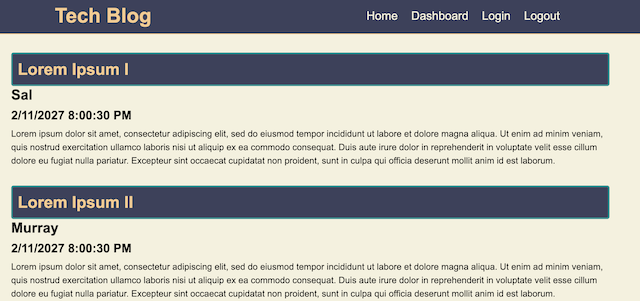 Tech Blog
Home Dashboard Login Logout
Lorem Ipsum I
Sal
2/11/2027 8:00:30 PM
Lorem ipsum dolor sit amet, consectetur adipiscing elit, sed do eiusmod tempor incididunt ut labore et dolore magna aliqua. Ut enim ad minim veniam,
quis nostrud exercitation ullamco laboris nisi ut aliquip ex ea commodo consequat. Duis aute irure dolor in reprehenderit in voluptate velit esse cillum
dolore eu fugiat nulla pariatur. Excepteur sint occaecat cupidatat non proident, sunt in culpa qui officia deserunt mollit anim id est laborum.
Lorem Ipsum II
Murray
2/11/2027 8:00:30 PM
Lorem ipsum dolor sit amet, consectetur adipiscing elit, sed do eiusmod tempor incididunt ut labore et dolore magna aliqua. Ut enim ad minim veniam,
quis nostrud exercitation ullamco laboris nisi ut aliquip ex ea commodo consequat. Duis aute irure dolor in reprehenderit in voluptate velit esse cillum
dolore eu fugiat nulla pariatur. Excepteur sint occaecat cupidatat non proident, sunt in culpa qui officia deserunt mollit anim id est laborum.